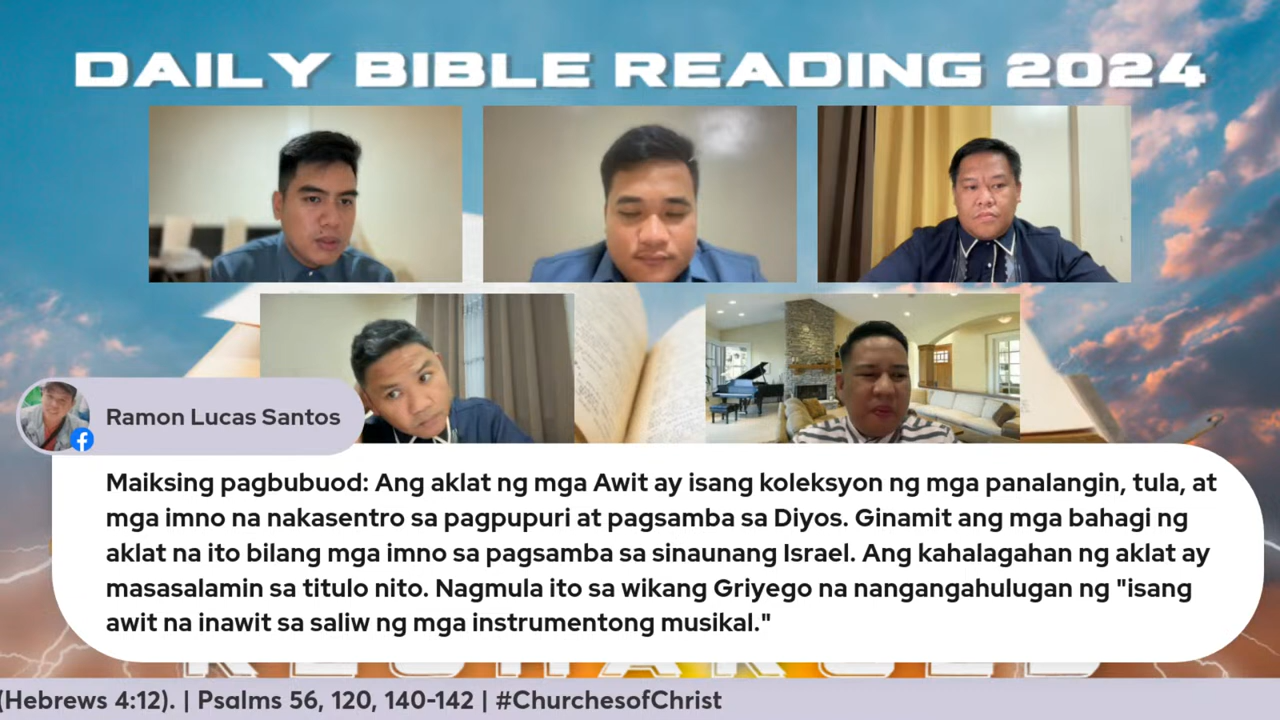 DAILY BIBLE READING 2024
Ramon Lucas Santos
Maiksing pagbubuod: Ang aklat ng mga Awit ay isang koleksyon ng mga panalangin, tula, at
mga imno na nakasentro sa pagpupuri at pagsamba sa Diyos. Ginamit ang mga bahagi ng
aklat na ito bilang mga imno sa pagsamba sa sinaunang Israel. Ang kahalagahan ng aklat ay
masasalamin sa titulo nito. Nagmula ito sa wikang Griyego na nangangahulugan ng "isang
awit na inawit sa saliw ng mga instrumentong musikal."
(Hebrews 4:12). | Psalms 56, 120, 140-142 | #ChurchesofChrist